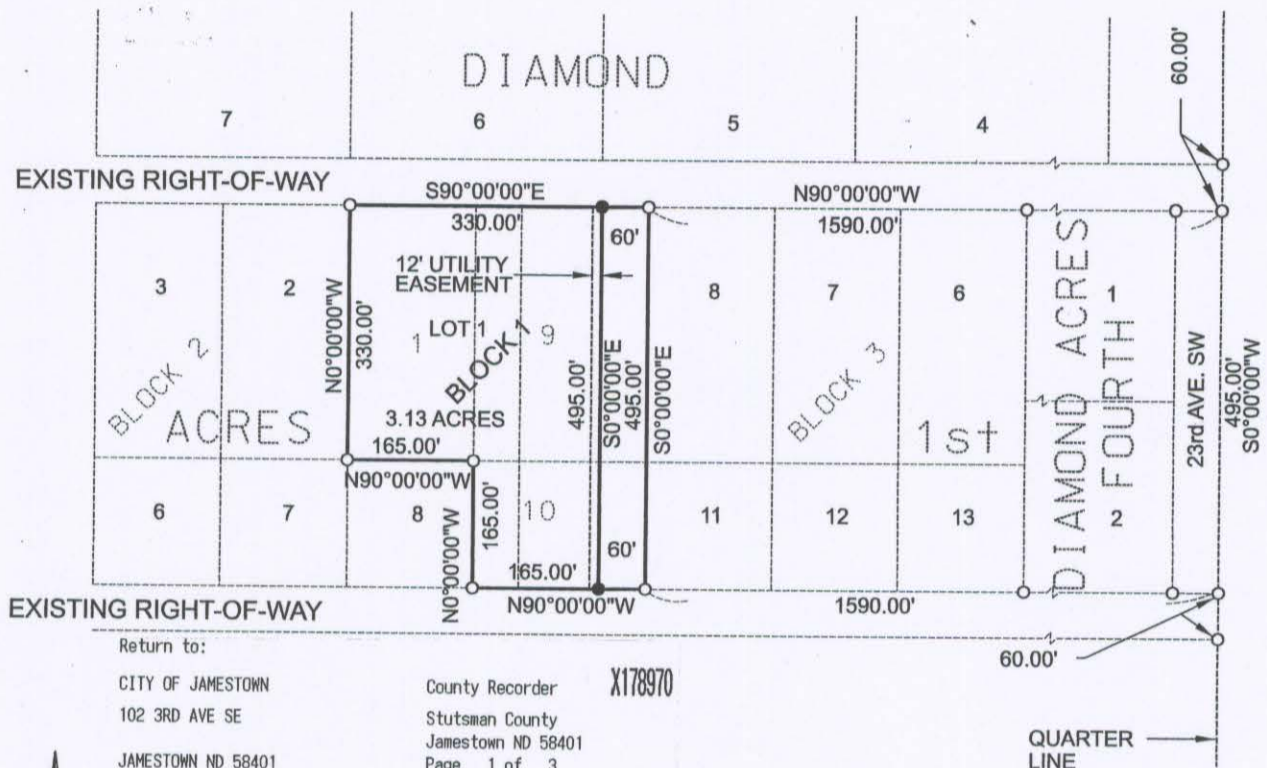 DIAMOND
7
6
5
4
60.00'
EXISTING RIGHT-OF-WAY
S90°00'00"E
N90°00'00"W
330.00'
60'
1590.00'
12' UTILITY
EASEMENT
3
2
N0°00'00"W
330.00'
1
LOT 1
9
BLOCK 1
BLOCK 2
ACRES
3.13 ACRES
495.00'
S0°00'00"E
495.00'
S0°00'00"E
8
7
6
BLOCK 3
1st
DIAMOND ACRES
FOURTH
1
2
23rd AVE. SW
495.00'
S0°00'00"W
165.00'
N90°00'00"W
6
7
8
N0°00'00"W
165.00'
10
60'
11
12
13
165.00'
N90°00'00"W
1590.00'
EXISTING RIGHT-OF-WAY
60.00'
Return to:
CITY OF JAMESTOWN
102 3RD AVE SE
JAMESTOWN ND 58401
County Recorder
X178970
Stutsman County
Jamestown ND 58401
Page 1 of 3
QUARTER
LINE